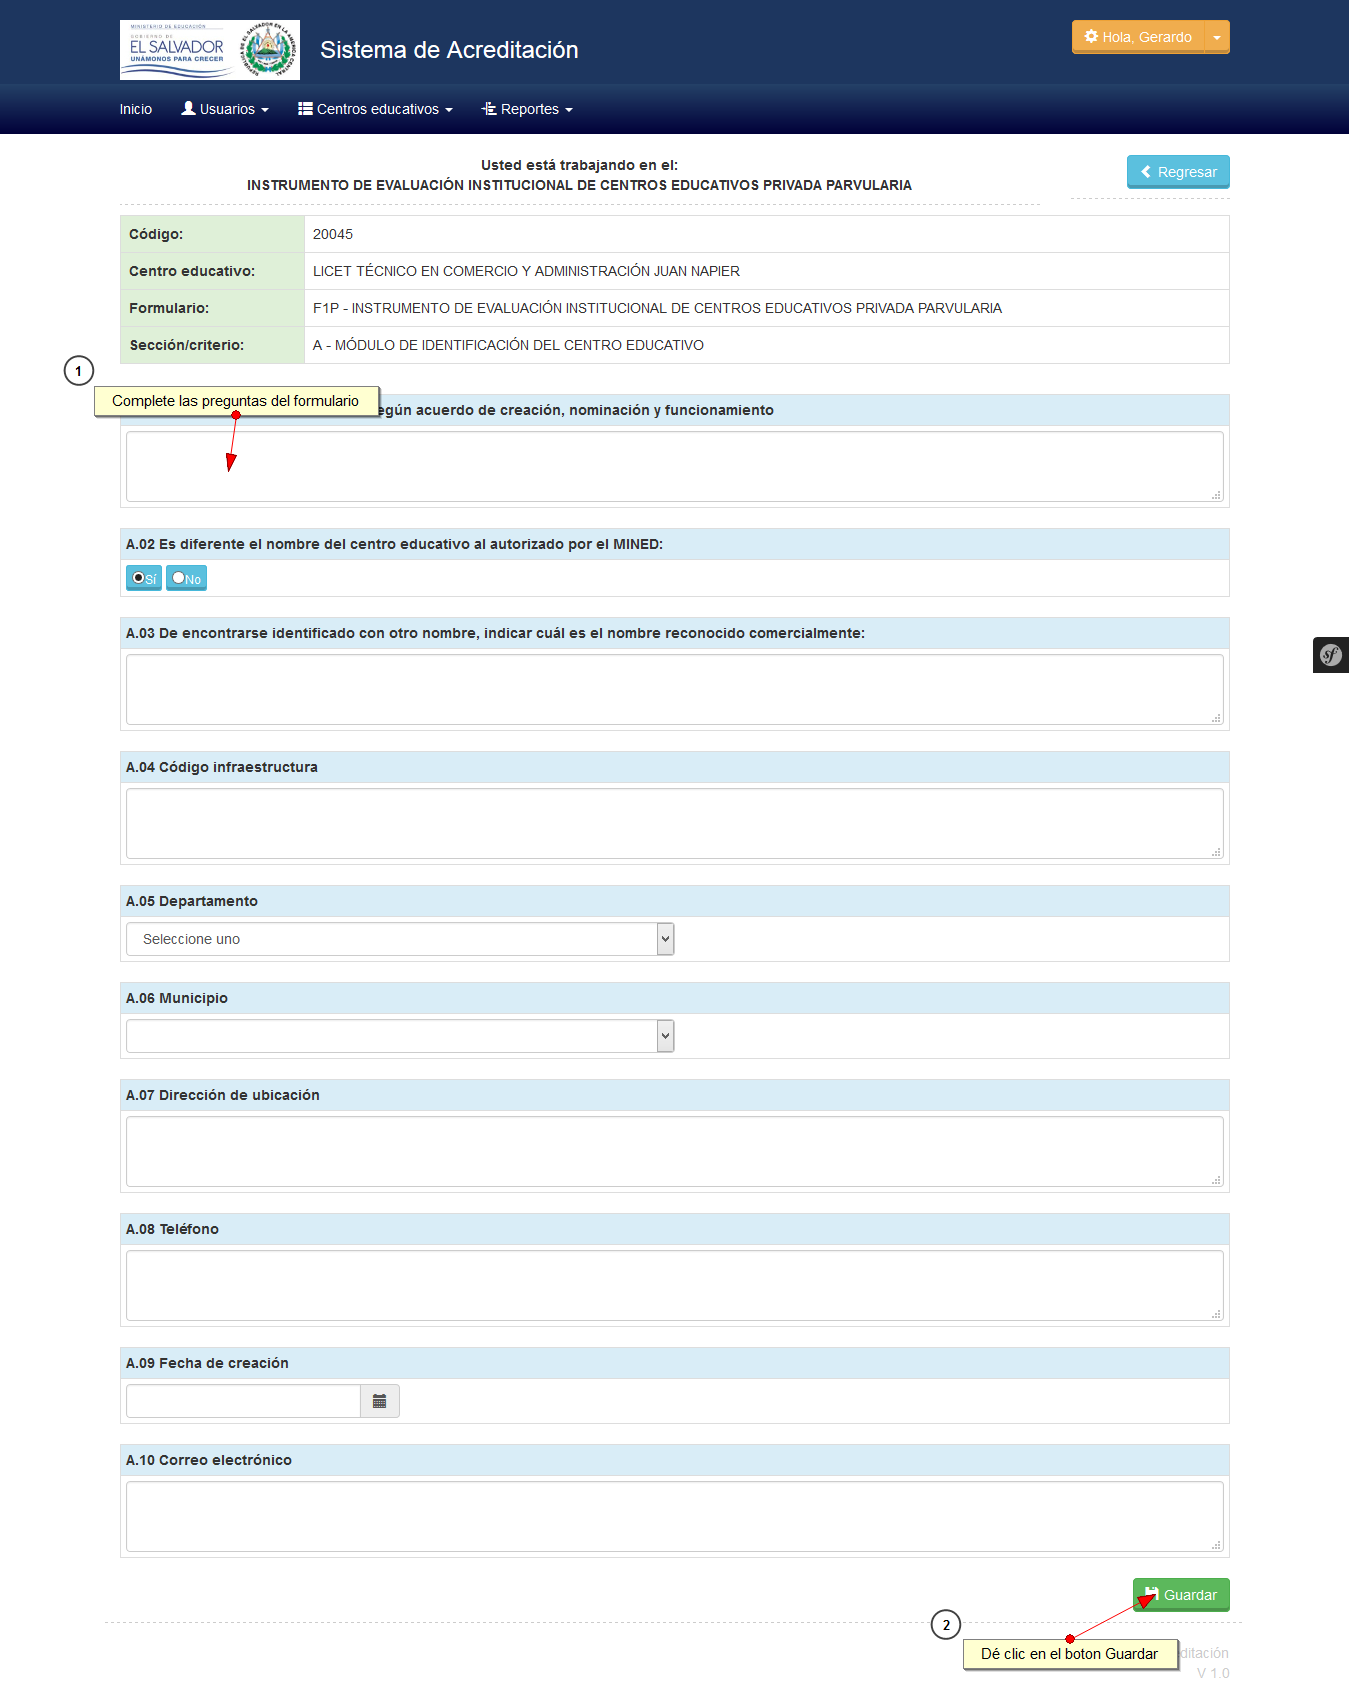 MINISTERIO DE EDUCACIÓN
GOBIERNO DE
EL SALVADOR
UNÁMONOS PARA CRECER
Sistema de Acreditación
Hola, Gerardo
Inicio Usuarios Centros educativos Reportes
Usted está trabajando en el:
INSTRUMENTO DE EVALUACIÓN INSTITUCIONAL DE CENTROS EDUCATIVOS PRIVADA PARVULARIA
Regresar
Código: 20045
Centro educativo: LICET TÉCNICO EN COMERCIO Y ADMINISTRACIÓN JUAN NAPIER
Formulario: F1P - INSTRUMENTO DE EVALUACIÓN INSTITUCIONAL DE CENTROS EDUCATIVOS PRIVADA PARVULARIA
Sección/criterio: A - MÓDULO DE IDENTIFICACIÓN DEL CENTRO EDUCATIVO
1
Complete las preguntas del formulario
egún acuerdo de creación, nominación y funcionamiento
A.02 Es diferente el nombre del centro educativo al autorizado por el MINED:
Sí No
A.03 De encontrarse identificado con otro nombre, indicar cuál es el nombre reconocido comercialmente:
A.04 Código infraestructura
A.05 Departamento
Seleccione uno
A.06 Municipio
A.07 Dirección de ubicación
A.08 Teléfono
A.09 Fecha de creación
A.10 Correo electrónico
Guardar
2
Dé clic en el boton Guardar
ditación
V 1.0